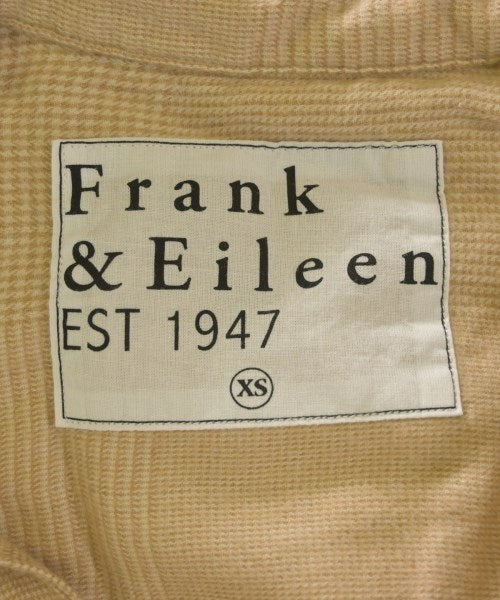 Frank
& Eileen
EST 1947
XS